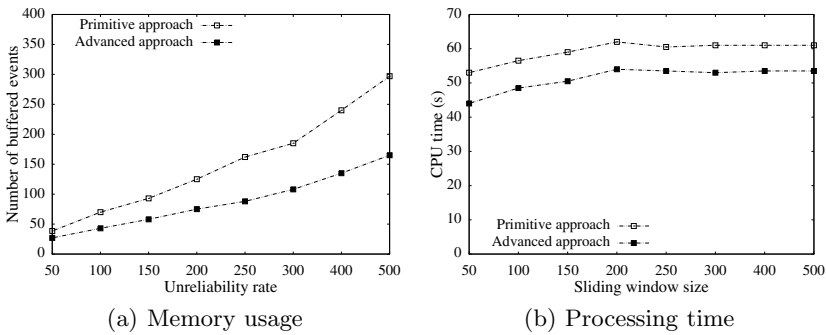 Number of buffered events
400
350
300
250
200
150
100
50
0
Primitive approach
Advanced approach
50 100 150 200 250 300 400 500
Unreliability rate
(a) Memory usage
CPU time (s)
70
60
50
40
30
20
10
0
Primitive approach
Advanced approach
50 100 150 200 250 300 400 500
Sliding window size
(b) Processing time